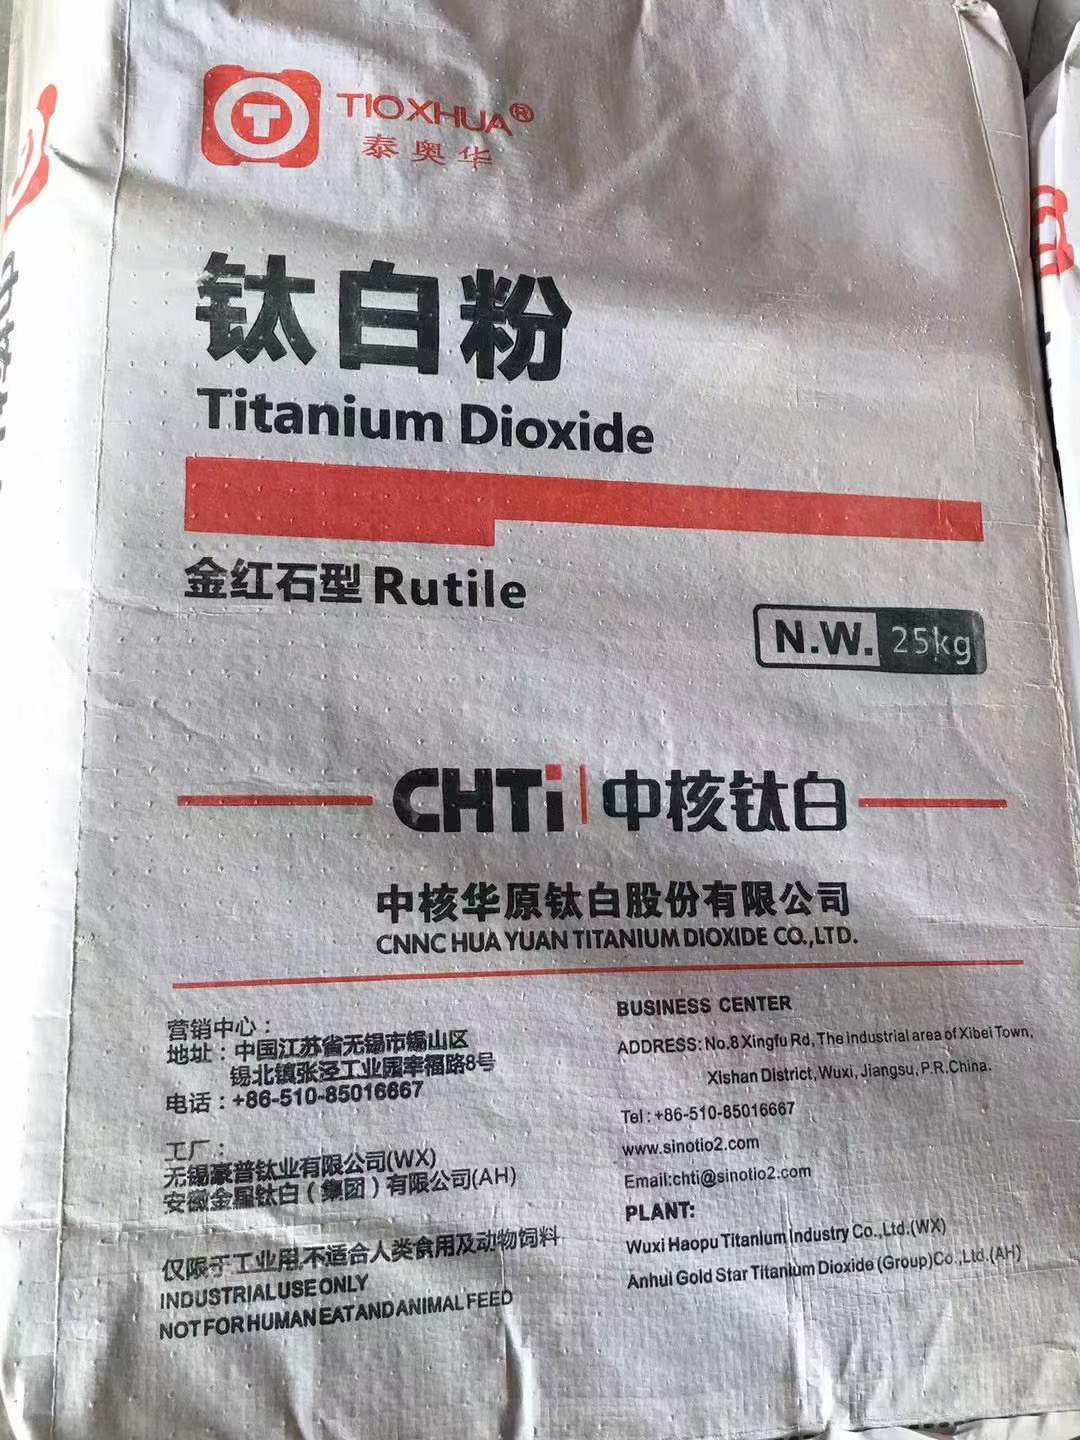 TIOXHUA®
泰奥华
钛白粉
Titanium Dioxide
金红石型 Rutile
N.W. 25kg
CHTi 中核钛白
中核华原钛白股份有限公司
CNNC HUA YUAN TITANIUM DIOXIDE CO.,LTD.
营销中心：
地址：中国江苏省无锡市锡山区
锡北镇张泾工业园幸福路8号
电话：+86-510-85016667
工厂：
无锡豪普钛业有限公司(WX)
安徽金星钛白（集团）有限公司(AH)
仅限于工业用,不适合人类食用及动物饲料
INDUSTRIAL USE ONLY
NOT FOR HUMAN EAT AND ANIMAL FEED
BUSINESS CENTER
ADDRESS: No.8 Xingfu Rd, The industrial area of Xibei Town,
Xishan District, Wuxi, Jiangsu, P.R.China.
Tel: +86-510-85016667
www.sinotio2.com
Email:chti@sinotio2.com
PLANT:
Wuxi Haopu Titanium Industry Co.,Ltd.(WX)
Anhui Gold Star Titanium Dioxide (Group)Co.,Ltd.(AH)